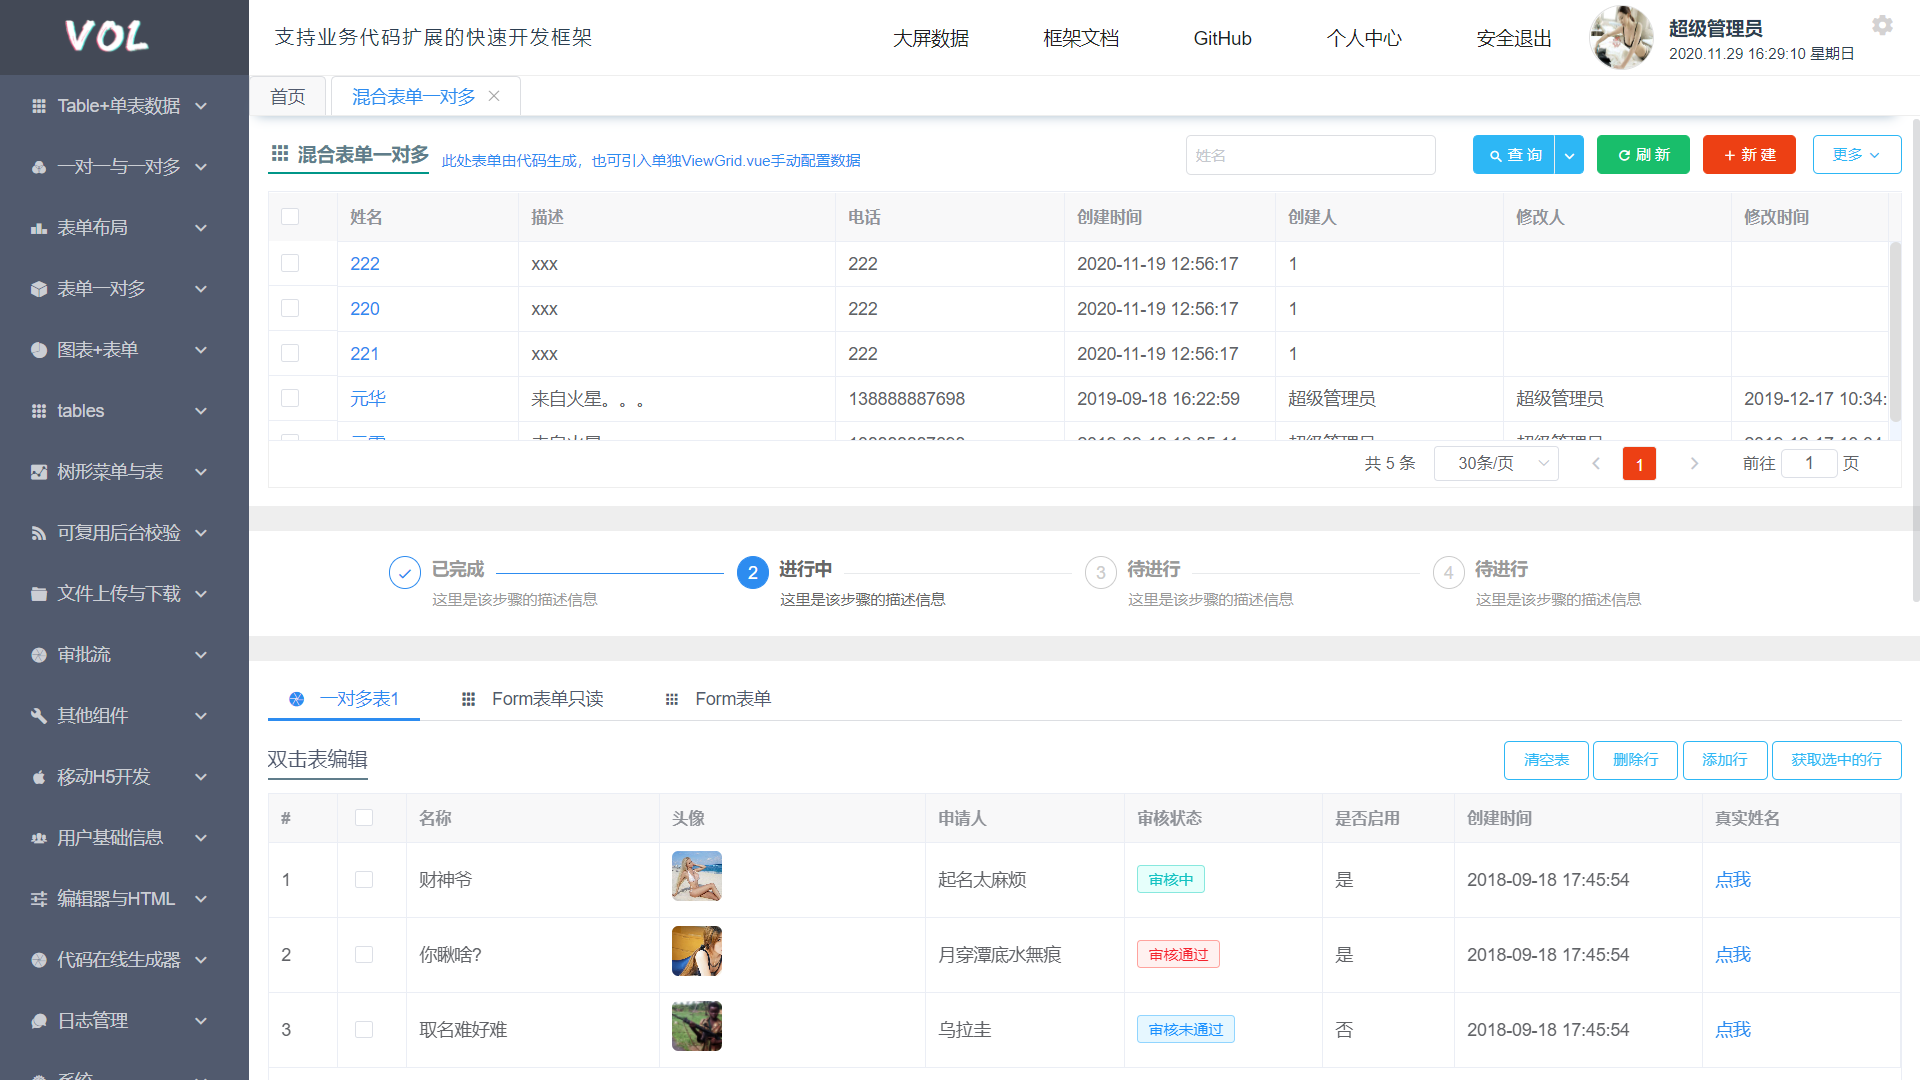 VOL
支持业务代码扩展的快速开发框架
大屏数据
框架文档
GitHub
个人中心
安全退出
超级管理员
2020.11.29 16:29:10 星期日
Table+单表数据
一对一与一对多
表单布局
表单一对多
图表+表单
tables
树形菜单与表
可复用后台校验
文件上传与下载
审批流
其他组件
移动H5开发
用户基础信息
编辑器与HTML
代码在线生成器
日志管理
系统
首页
混合表单一对多
混合表单一对多
此处表单由代码生成，也可引入单独ViewGrid.vue手动配置数据
姓名
查 询
刷 新
新 建
更多
姓名 描述 电话 创建时间 创建人 修改人 修改时间
222 xxx 222 2020-11-19 12:56:17 1
220 xxx 222 2020-11-19 12:56:17 1
221 xxx 222 2020-11-19 12:56:17 1
元华 来自火星。。。 138888887698 2019-09-18 16:22:59 超级管理员 超级管理员 2019-12-17 10:34:
共 5 条 30条/页 1 前往 1 页
已完成
这里是该步骤的描述信息
2 进行中
这里是该步骤的描述信息
3 待进行
这里是该步骤的描述信息
4 待进行
这里是该步骤的描述信息
一对多表1
Form表单只读
Form表单
双击表编辑
清空表
删除行
添加行
获取选中的行
# 名称 头像 申请人 审核状态 是否启用 创建时间 真实姓名
1 财神爷 起名太麻烦 审核中 是 2018-09-18 17:45:54 点我
2 你瞅啥? 月穿潭底水無痕 审核通过 是 2018-09-18 17:45:54 点我
3 取名难好难 乌拉圭 审核未通过 否 2018-09-18 17:45:54 点我